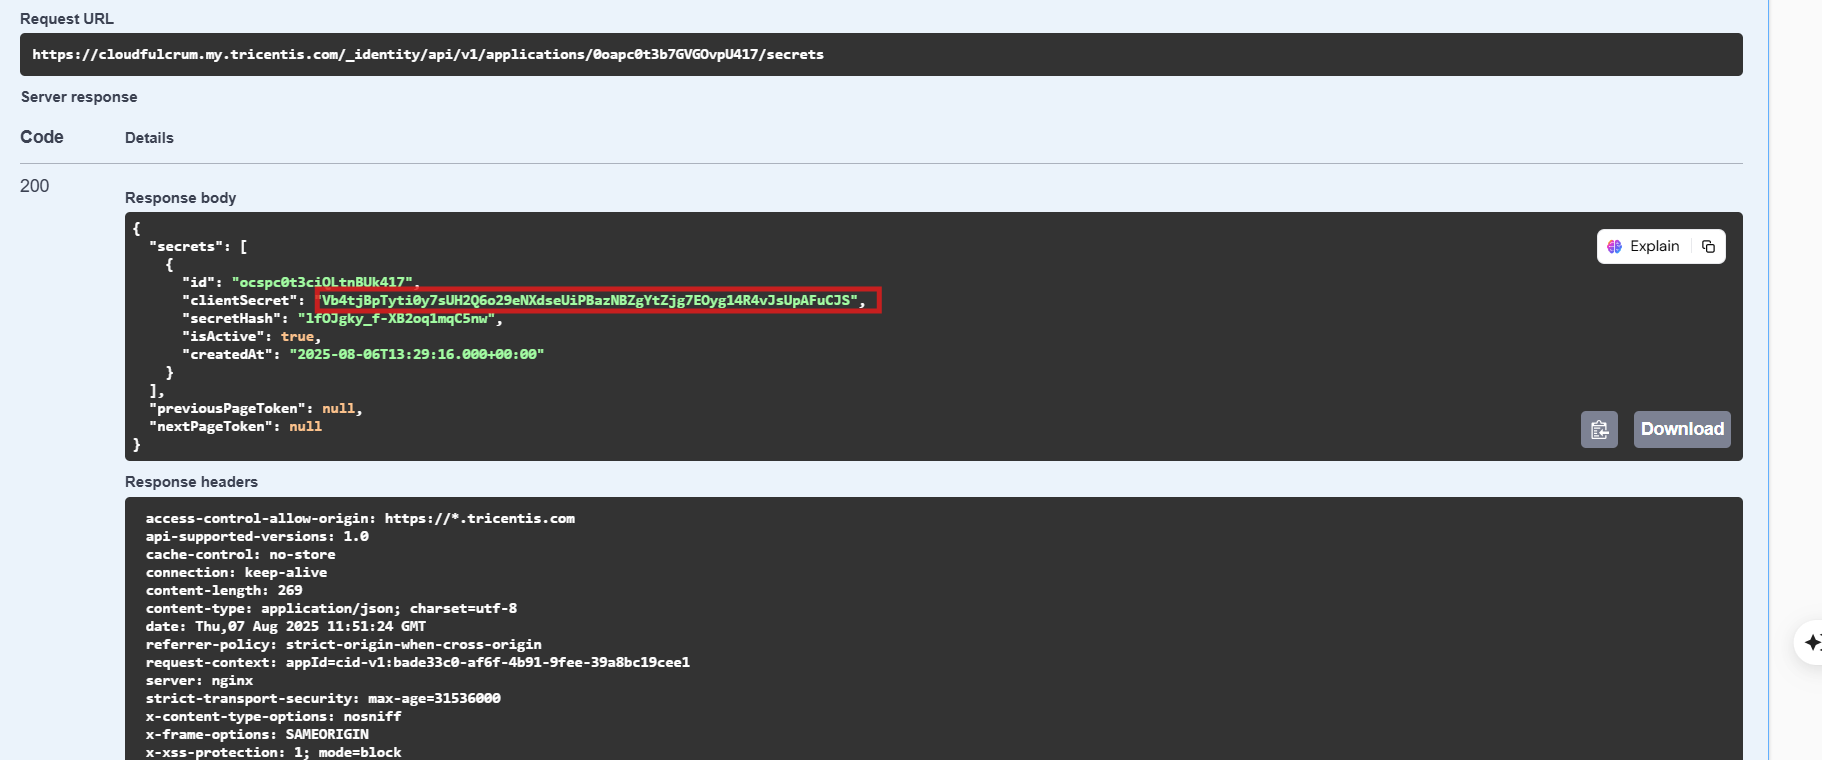 Request URL
https://cloudfulcrum.my.tricentis.com/_identity/api/v1/applications/0oapc0t3b7GVGOvpU417/secrets
Server response
Code Details
200
Response body
{
"secrets": [
{
"id": "ocspc0t3ciQLtnBUk417",
"clientSecret": "Vb4tjBpTyti0y7sUH2Q6o29eNXdseUiPBazNBZgYtZjg7EOyg14R4vJsUpAFuCJS",
"secretHash": "lfOJgky_f-XB2oqlmqC5nw",
"isActive": true,
"createdAt": "2025-08-06T13:29:16.000+00:00"
}
],
"previousPageToken": null,
"nextPageToken": null
}
Explain
Download
Response headers
access-control-allow-origin: https://*.tricentis.com
api-supported-versions: 1.0
cache-control: no-store
connection: keep-alive
content-length: 269
content-type: application/json; charset=utf-8
date: Thu,07 Aug 2025 11:51:24 GMT
referrer-policy: strict-origin-when-cross-origin
request-context: appId=cid-v1:bade33c0-af6f-4b91-9fee-39a8bc19cee1
server: nginx
strict-transport-security: max-age=31536000
x-content-type-options: nosniff
x-frame-options: SAMEORIGIN
x-xss-protection: 1; mode=block